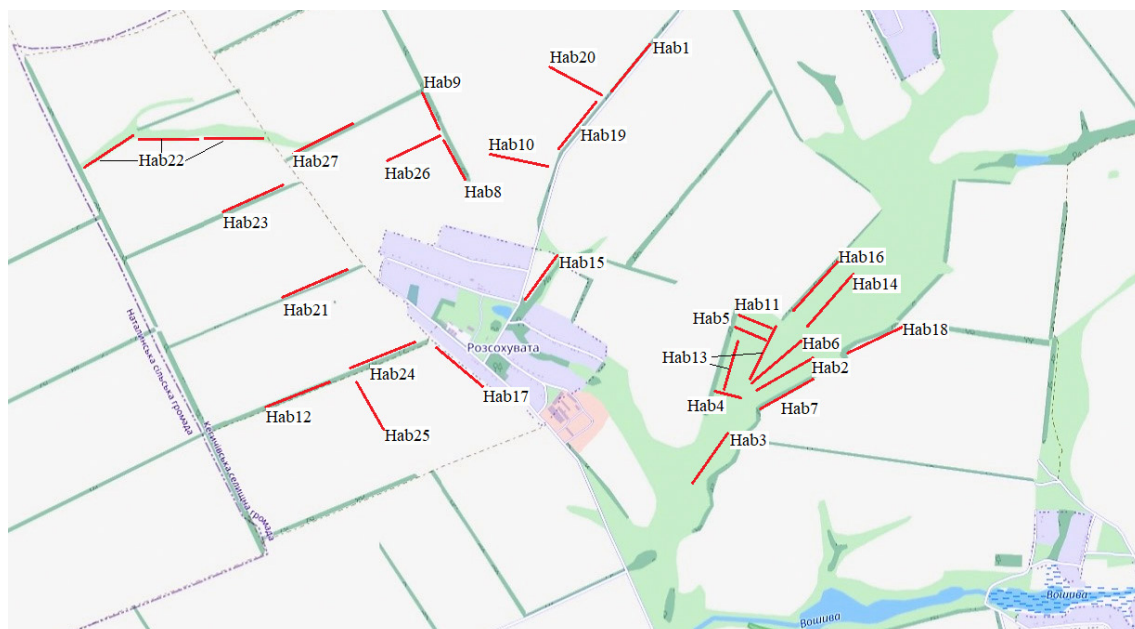 Hab1
Hab20
Hab9
Hab19
Hab10
Hab22
Hab27
Hab26
Hab8
Hab23
Hab15
Hab16
Hab14
Hab21
Hab11
Hab5
Hab18
Hab6
Розсохувата
Hab13
Hab2
Hab24
Hab17
Hab4
Hab7
Hab12
Hab25
Hab3
Наталинська сільська громада
Кегичівська селищна громада
Вошива
Вошива